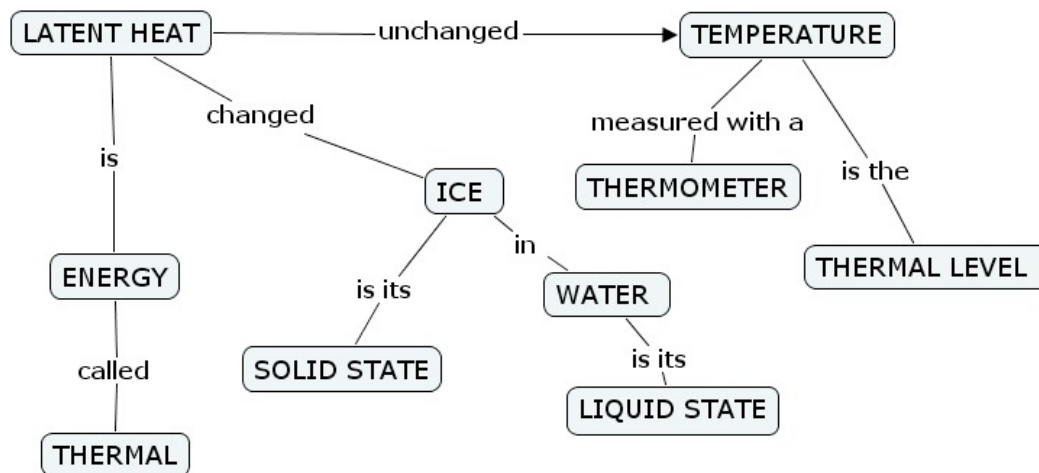 LATENT HEAT
unchanged
TEMPERATURE
changed
measured with a
is
THERMOMETER
is the
ICE
in
ENERGY
THERMAL LEVEL
is its
WATER
SOLID STATE
is its
called
LIQUID STATE
THERMAL